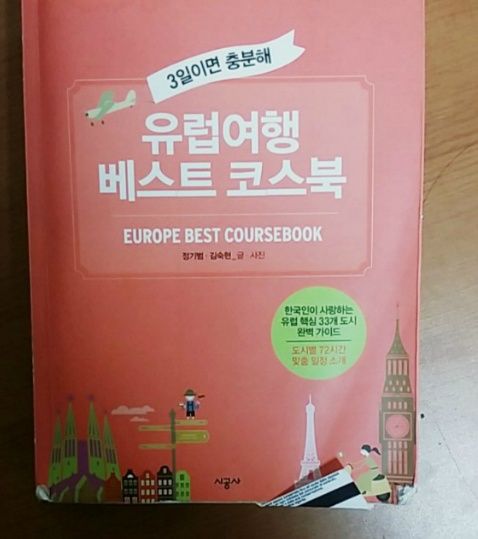 3일이면 충분해
유럽여행
베스트 코스북
EUROPE BEST COURSEBOOK
정기범 · 김숙현_글 · 사진
한국인이 사랑하는
유럽 핵심 33개 도시
완벽 가이드
도시별 72시간
맞춤 일정 소개
시공사